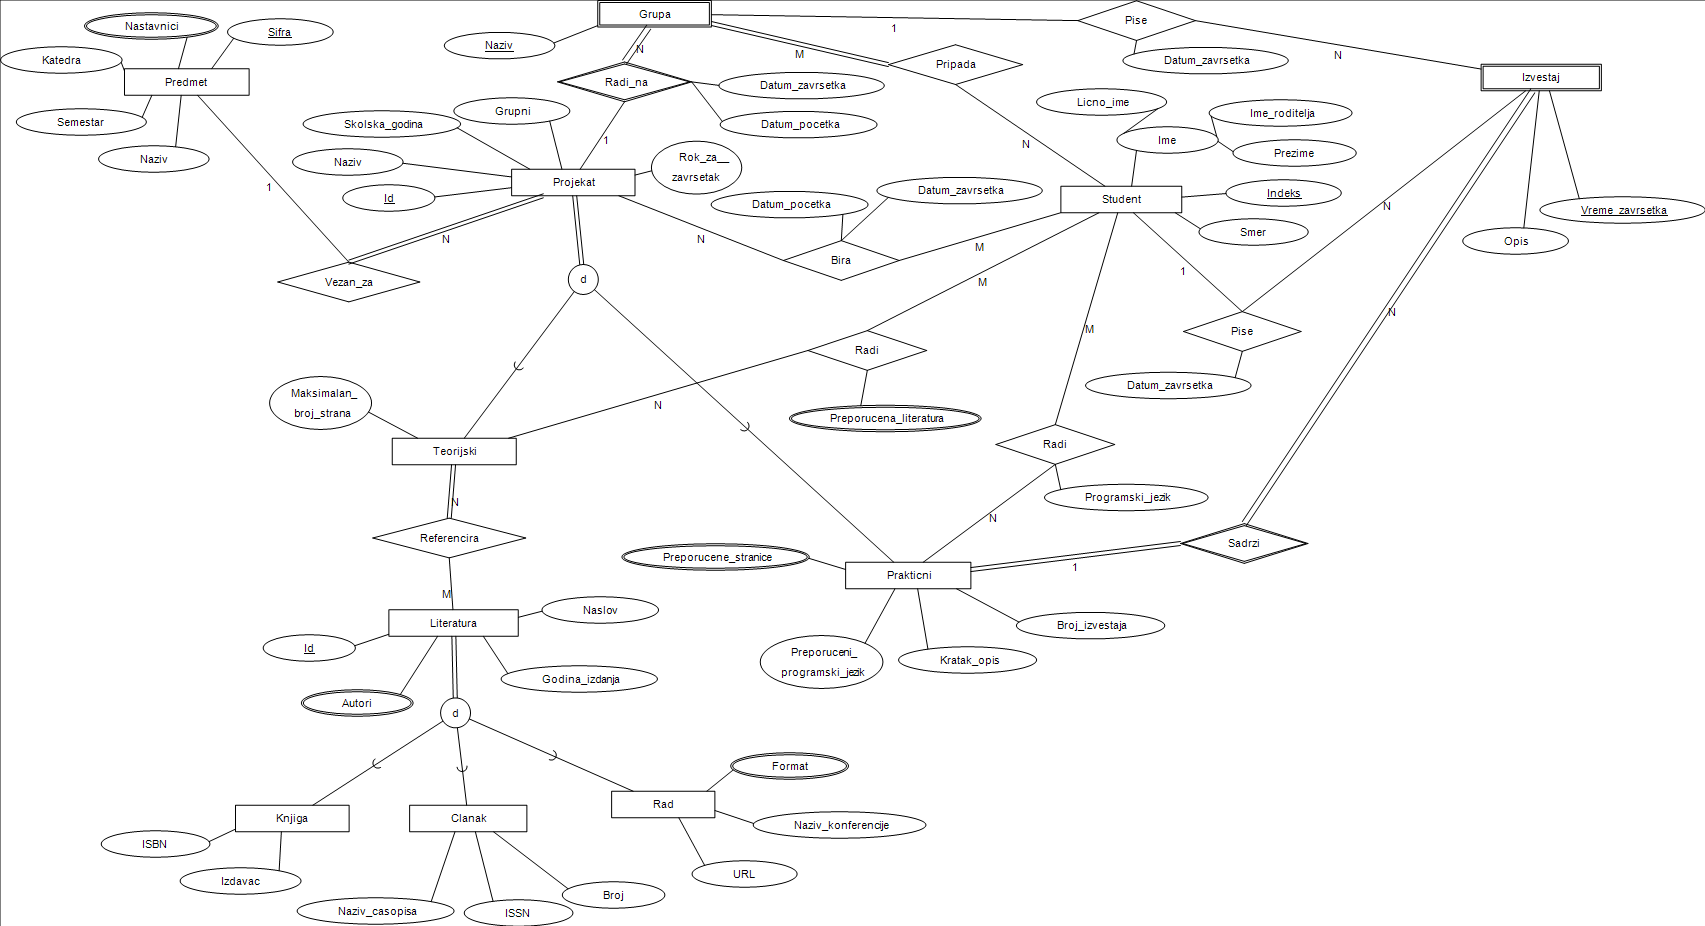 Grupa
Pise
1
N
Nastavnici
Sifra
Naziv
N
M
Pripada
Datum_zavrsetka
Katedra
Predmet
Radi_na
Datum_zavrsetka
Izvestaj
Licno_ime
Semestar
Skolska_godina
Grupni
Datum_pocetka
Ime_roditelja
Ime
1
N
Prezime
Naziv
Naziv
Rok_za__
zavrsetak
Projekat
1
Id
Datum_pocetka
Datum_zavrsetka
Student
Indeks
N
Vreme_zavrsetka
Smer
Opis
N
N
M
Bira
Vezan_za
d
M
1
N
M
Pise
Radi
Datum_zavrsetka
Maksimalan_
broj_strana
N
Preporucena_literatura
Teorijski
Radi
N
Programski_jezik
N
Referencira
Sadrzi
Preporucene_stranice
Prakticni
1
M
Literatura
Naslov
Broj_izvestaja
Id
Preporuceni_
programski_jezik
Kratak_opis
Godina_izdanja
Autori
d
Format
Knjiga
Clanak
Rad
Naziv_konferencije
ISBN
Izdavac
URL
Broj
Naziv_casopisa
ISSN